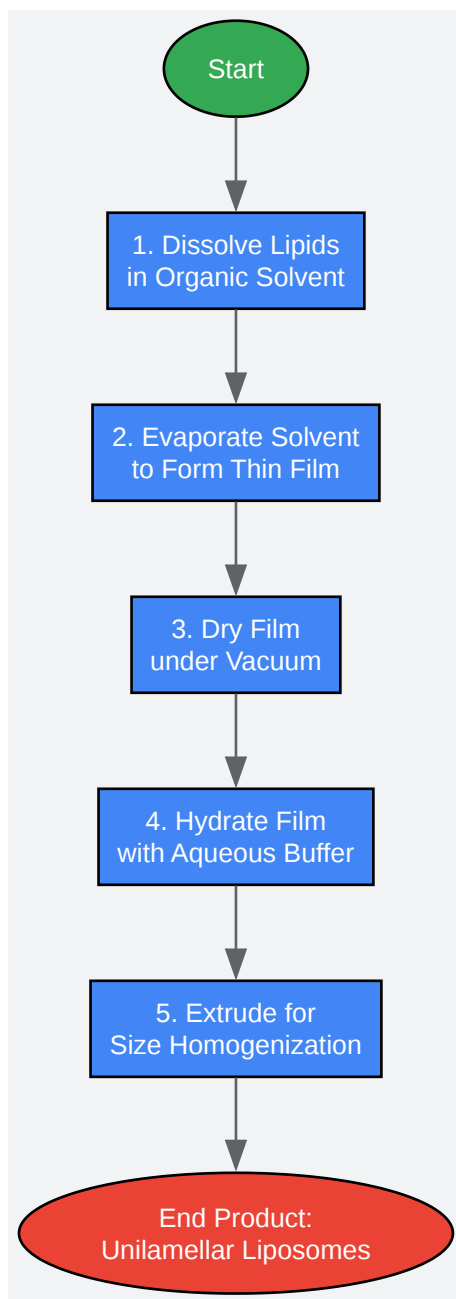 Start
1. Dissolve Lipids
in Organic Solvent
2. Evaporate Solvent
to Form Thin Film
3. Dry Film
under Vacuum
4. Hydrate Film
with Aqueous Buffer
5. Extrude for
Size Homogenization
End Product:
Unilamellar Liposomes